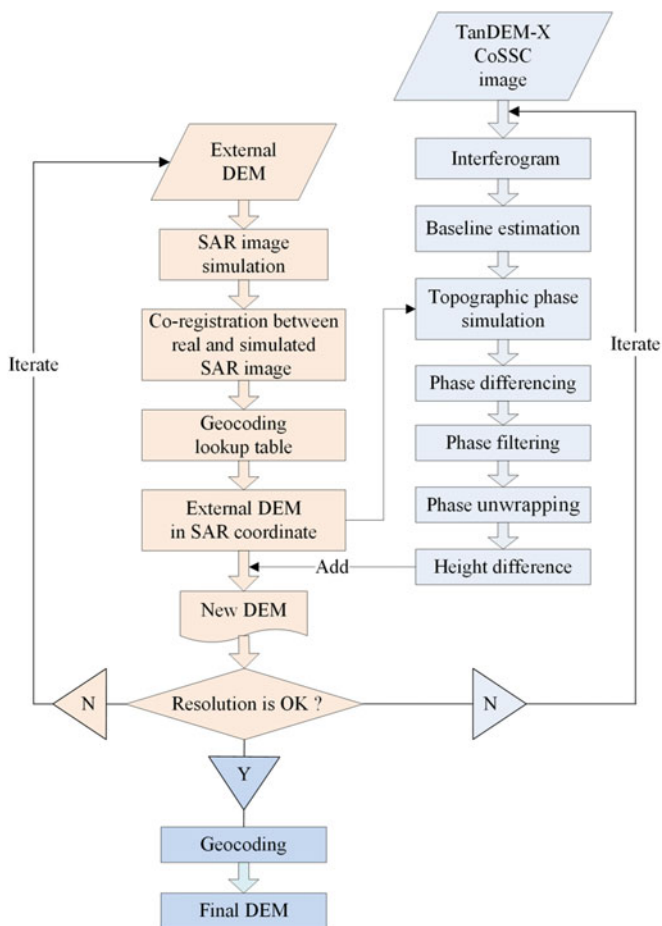 TanDEM-X
CoSSC
image
External
DEM
Interferogram
SAR image
simulation
Baseline estimation
Co-registration between
real and simulated
SAR image
Topographic phase
simulation
Iterate
Iterate
Phase differencing
Geocoding
lookup table
Phase filtering
External DEM
in SAR coordinate
Phase unwrapping
Add
Height difference
New DEM
N
Resolution is OK ?
N
Y
Geocoding
Final DEM